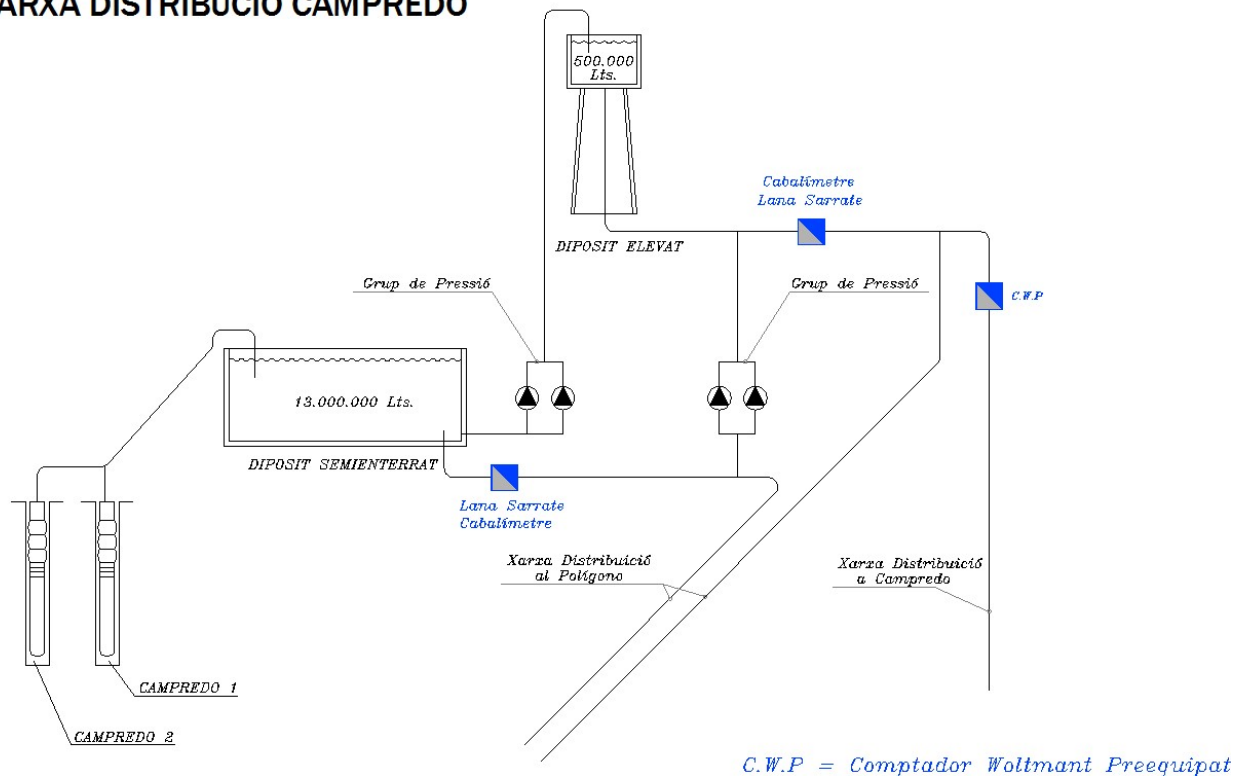 ARXA DISTRIBUCIO CAMPREDO
500.000
Lts.
Cabalímetre
Lana Sarrate
DIPOSIT ELEVAT
Grup de Pressió
Grup de Pressió
C.W.P
13.000.000 Lts.
DIPOSIT SEMIENTERRAT
Lana Sarrate
Cabalímetre
Xarxa Distribuició
al Polígono
Xarxa Distribuició
a Campredo
CAMPREDO 1
CAMPREDO 2
C.W.P = Comptador Woltmant Preequipat